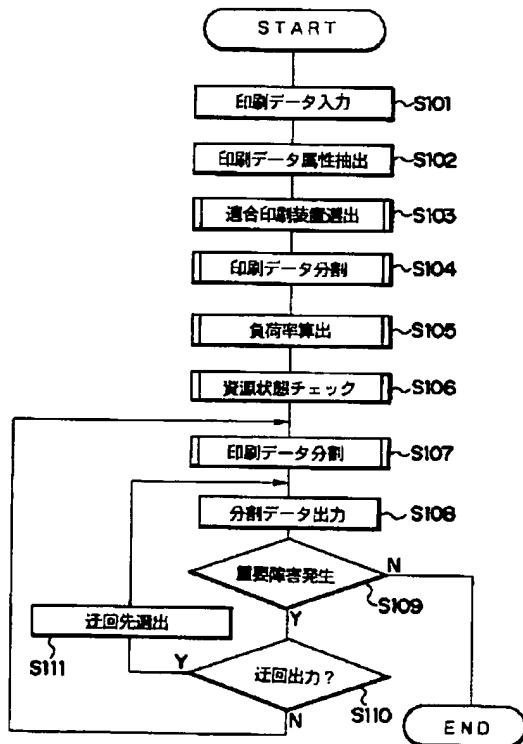 START
印刷データ入力
S101
印刷データ属性抽出
S102
適合印刷装置選出
S103
印刷データ分割
S104
負荷率算出
S105
資源状態チェック
S106
印刷データ分割
S107
分割データ出力
S108
重要障害発生
N
S109
Y
迂回先選出
S111
Y
迂回出力?
S110
N
END